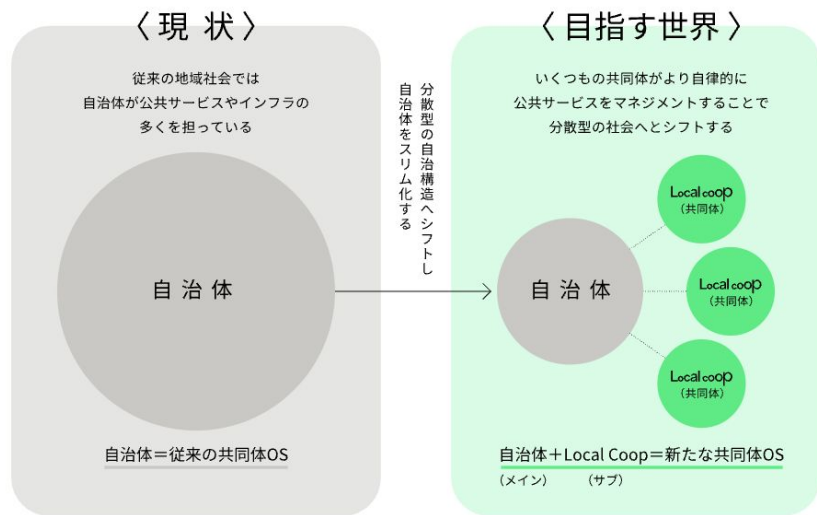 〈 現 状 〉
従来の地域社会では
自治体が公共サービスやインフラの
多くを担っている
自 治 体
自治体＝従来の共同体OS
分散型の自治構造へシフトし
自治体をスリム化する
〈 目指す世界 〉
いくつもの共同体がより自律的に
公共サービスをマネジメントすることで
分散型の社会へとシフトする
自 治 体
Local coop
（共同体）
Local coop
（共同体）
Local coop
（共同体）
自治体＋Local Coop＝新たな共同体OS
（メイン） （サブ）